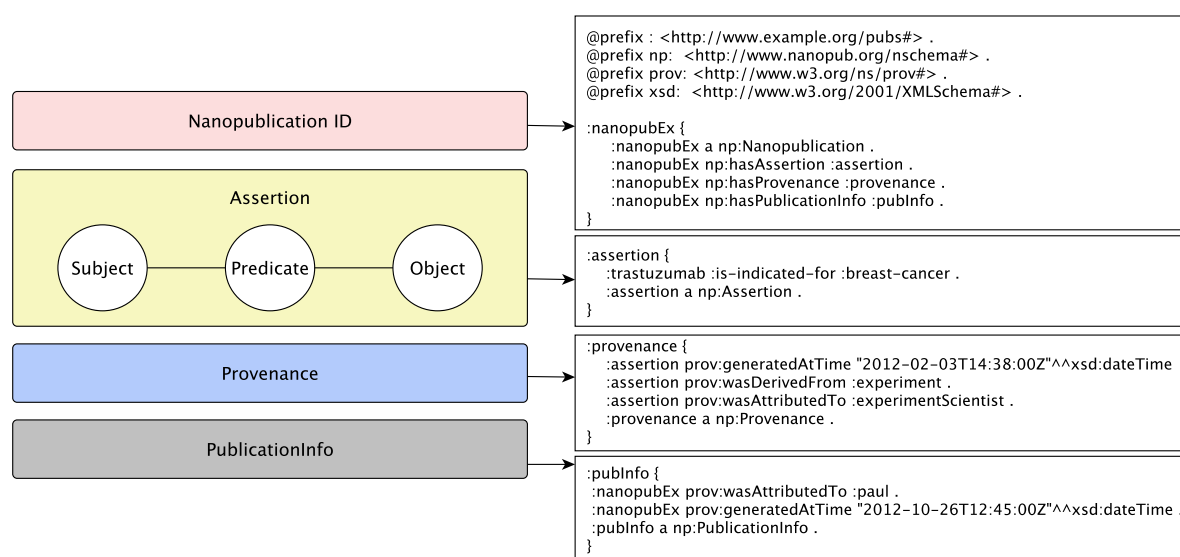 Nanopublication ID
Assertion
Subject
Predicate
Object
Provenance
PublicationInfo
@prefix : <http://www.example.org/pubs#> .
@prefix np:  <http://www.nanopub.org/nschema#> .
@prefix prov: <http://www.w3.org/ns/prov#> .
@prefix xsd:  <http://www.w3.org/2001/XMLSchema#> .
:nanopubEx {
:nanopubEx a np:Nanopublication .
:nanopubEx np:hasAssertion :assertion .
:nanopubEx np:hasProvenance :provenance .
:nanopubEx np:hasPublicationInfo :pubInfo .
}
:assertion {
:trastuzumab :is-indicated-for :breast-cancer .
:assertion a np:Assertion .
}
:provenance {
:assertion prov:generatedAtTime "2012-02-03T14:38:00Z"^^xsd:dateTime
:assertion prov:wasDerivedFrom :experiment .
:assertion prov:wasAttributedTo :experimentScientist .
:provenance a np:Provenance .
}
:pubInfo {
:nanopubEx prov:wasAttributedTo :paul .
:nanopubEx prov:generatedAtTime "2012-10-26T12:45:00Z"^^xsd:dateTime .
:pubInfo a np:PublicationInfo .
}